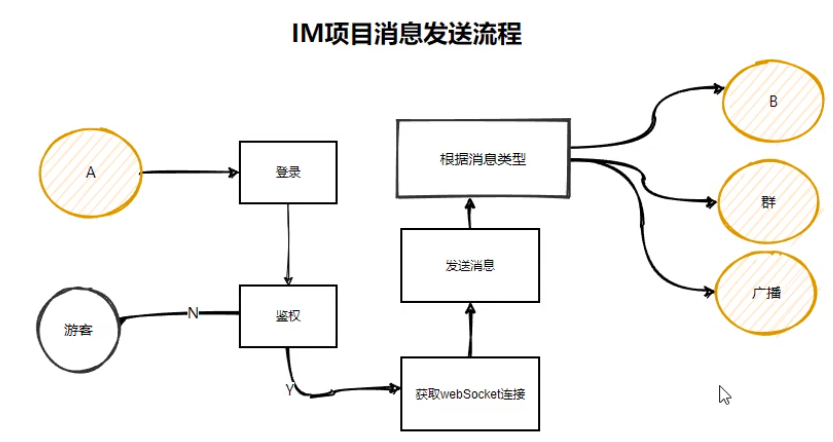 IM项目消息发送流程
A
登录
鉴权
N
游客
Y
获取webSocket连接
发送消息
根据消息类型
B
群
广播